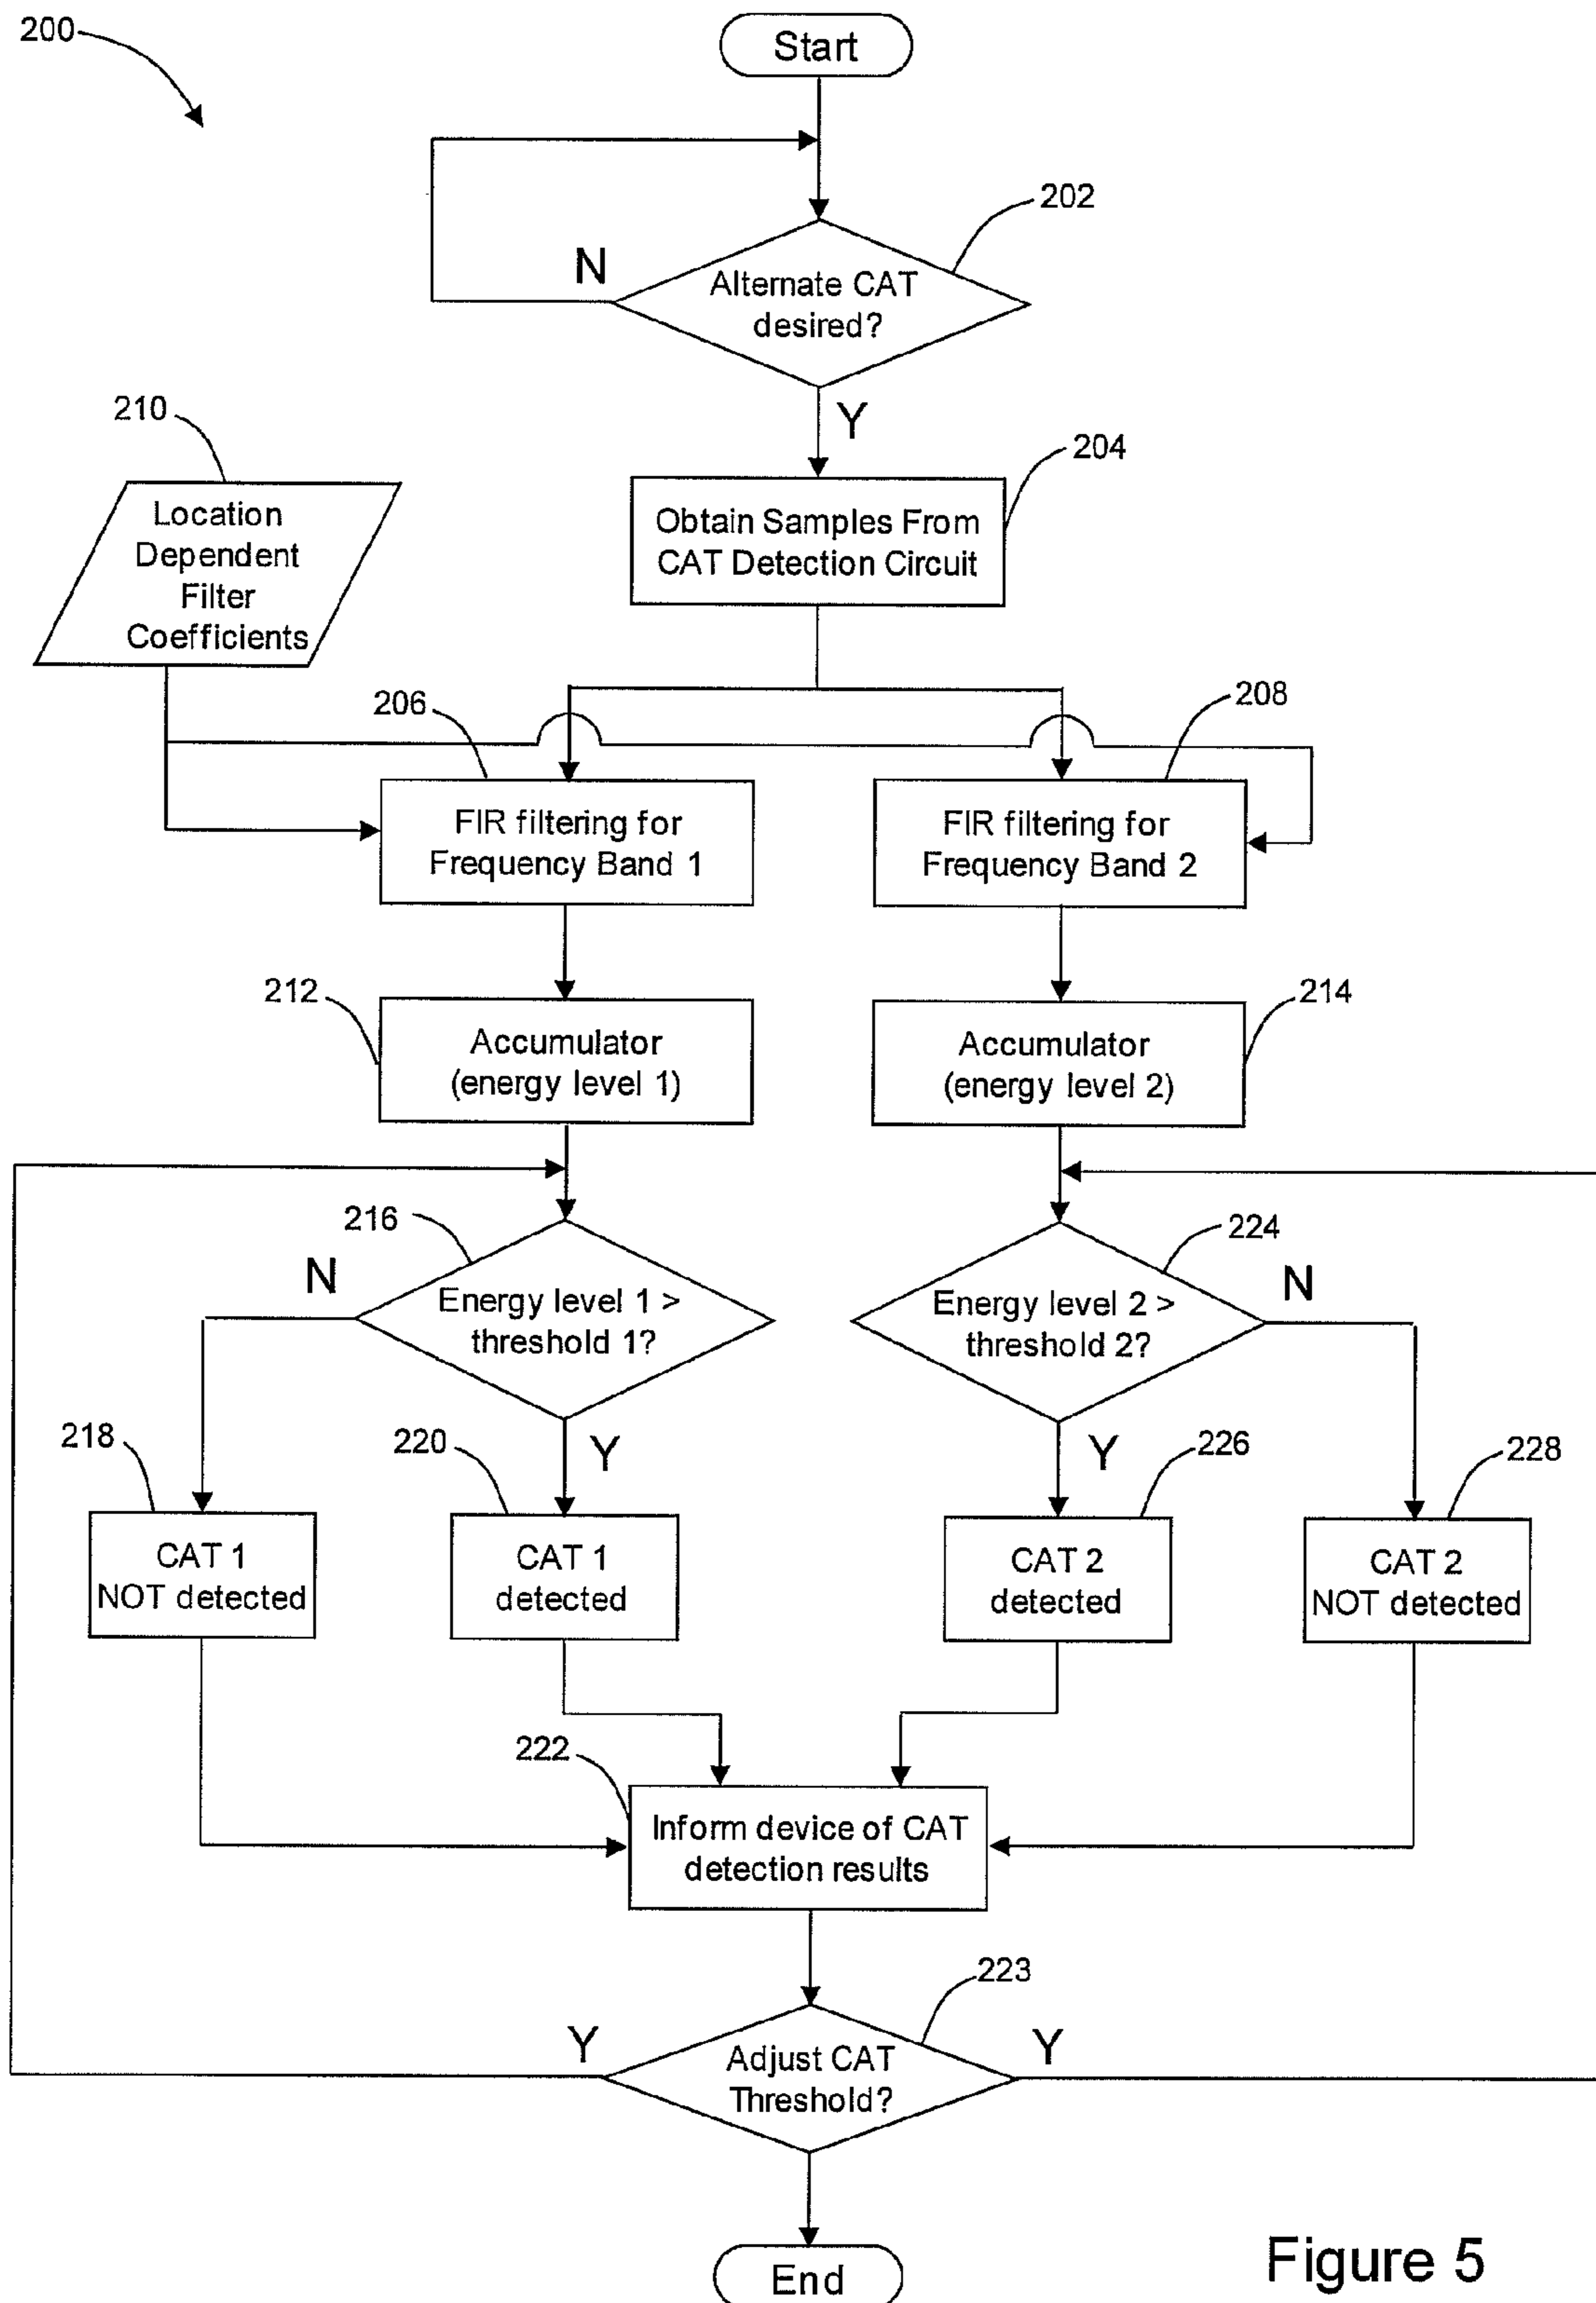 200
Start
202
N
Alternate CAT
desired?
Y
210
204
Location
Dependent
Filter
Coefficients
Obtain Samples From
CAT Detection Circuit
206
208
FIR filtering for
Frequency Band 1
FIR filtering for
Frequency Band 2
212
214
Accumulator
(energy level 1)
Accumulator
(energy level 2)
216
224
N
Energy level 1 >
threshold 1?
Energy level 2 >
threshold 2?
N
218
220
Y
Y
226
228
CAT 1
NOT detected
CAT 1
detected
CAT 2
detected
CAT 2
NOT detected
222
Inform device of CAT
detection results
223
Y
Adjust CAT
Threshold?
Y
End
Figure 5